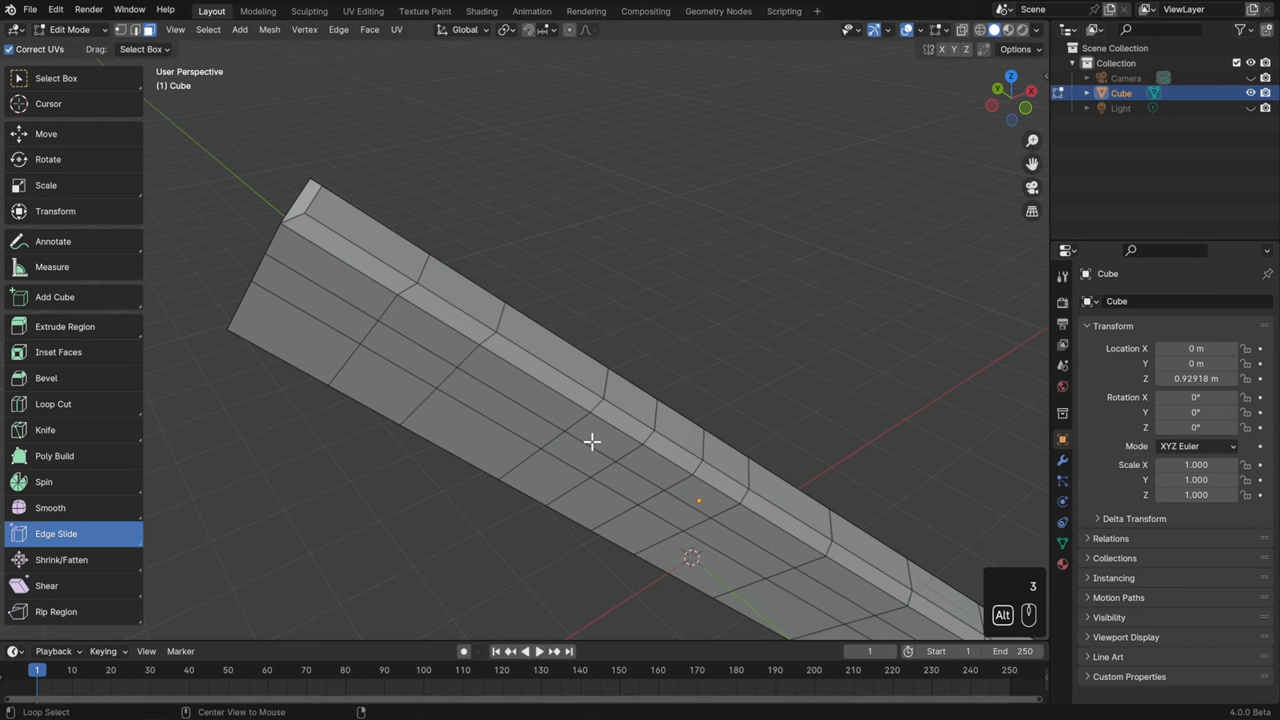 File Edit Render Window Help Layout Modeling Sculpting UV Editing Texture Paint Shading Animation Rendering Compositing Geometry Nodes Scripting Scene ViewLayer
Edit Mode View Select Add Mesh Vertex Edge Face UV Global
Correct UVs Drag: Select Box X Y Z Options
User Perspective
(1) Cube
Select Box
Cursor
Move
Rotate
Scale
Transform
Annotate
Measure
Add Cube
Extrude Region
Inset Faces
Bevel
Loop Cut
Knife
Poly Build
Spin
Smooth
Edge Slide
Shrink/Fatten
Shear
Rip Region
Z
Y
X
3
Alt
Scene Collection
Collection
Camera
Cube
Light
Cube
Cube
Transform
Location X 0 m
Y 0 m
Z 0.92918 m
Rotation X 0°
Y 0°
Z 0°
Mode XYZ Euler
Scale X 1.000
Y 1.000
Z 1.000
Delta Transform
Relations
Collections
Instancing
Motion Paths
Visibility
Viewport Display
Line Art
Custom Properties
Playback Keying View Marker 1 Start 1 End 250
1 10 20 30 40 50 60 70 80 90 100 110 120 130 140 150 160 170 180 190 200 210 220 230 240 250
Loop Select Center View to Mouse 4.0.0 Beta